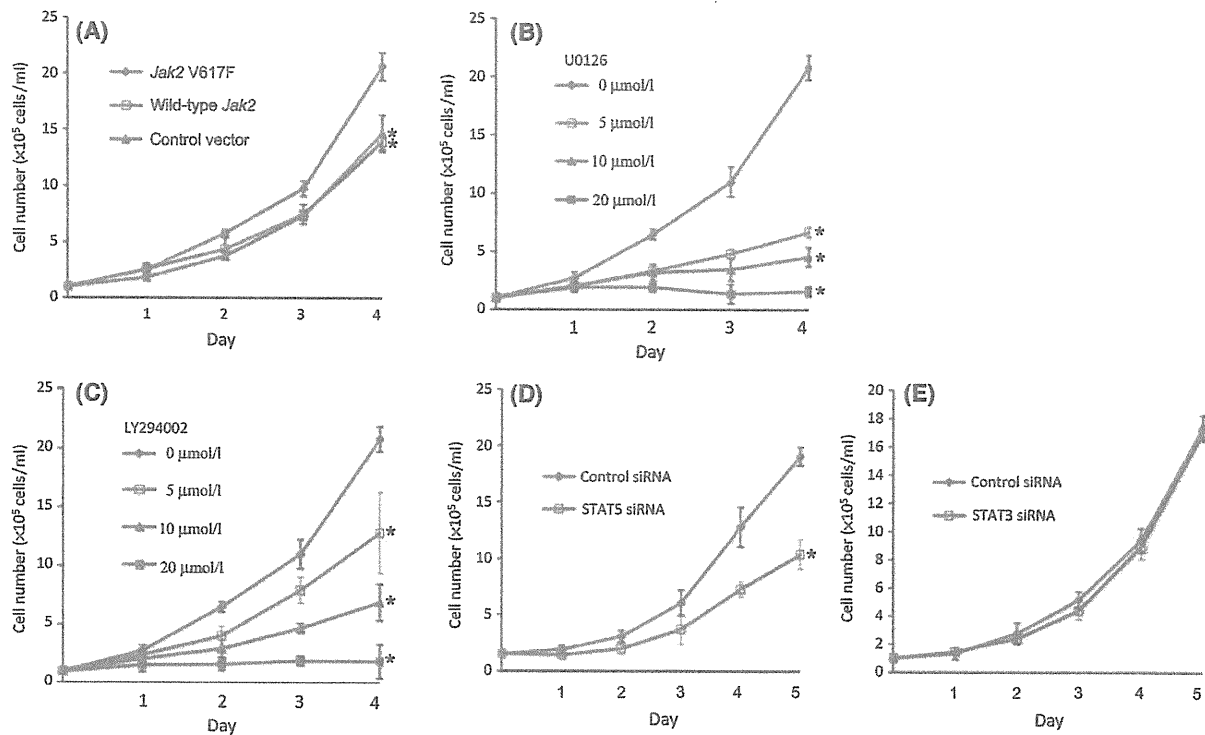 (A)
25
20
15
10
5
0
Cell number (×10⁵ cells/ml)
Jak2 V617F
Wild-type Jak2
Control vector
*
*
1 2 3 4
Day
(B)
25
20
15
10
5
0
Cell number (×10⁵ cells/ml)
U0126
0 μmol/l
5 μmol/l
10 μmol/l
20 μmol/l
*
*
*
1 2 3 4
Day
(C)
25
20
15
10
5
0
Cell number (×10⁵ cells/ml)
LY294002
0 μmol/l
5 μmol/l
10 μmol/l
20 μmol/l
*
*
*
1 2 3 4
Day
(D)
25
20
15
10
5
0
Cell number (×10⁵ cells/ml)
Control siRNA
STAT5 siRNA
*
1 2 3 4 5
Day
(E)
20
18
16
14
12
10
8
6
4
2
0
Cell number (×10⁵ cells/ml)
Control siRNA
STAT3 siRNA
1 2 3 4 5
Day